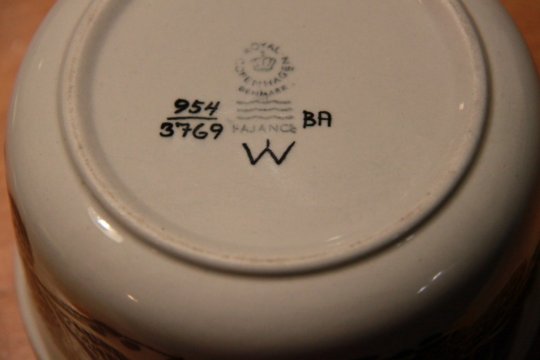 ROYAL
COPENHAGEN
DENMARK
954
3769 FAJANCE BA
W